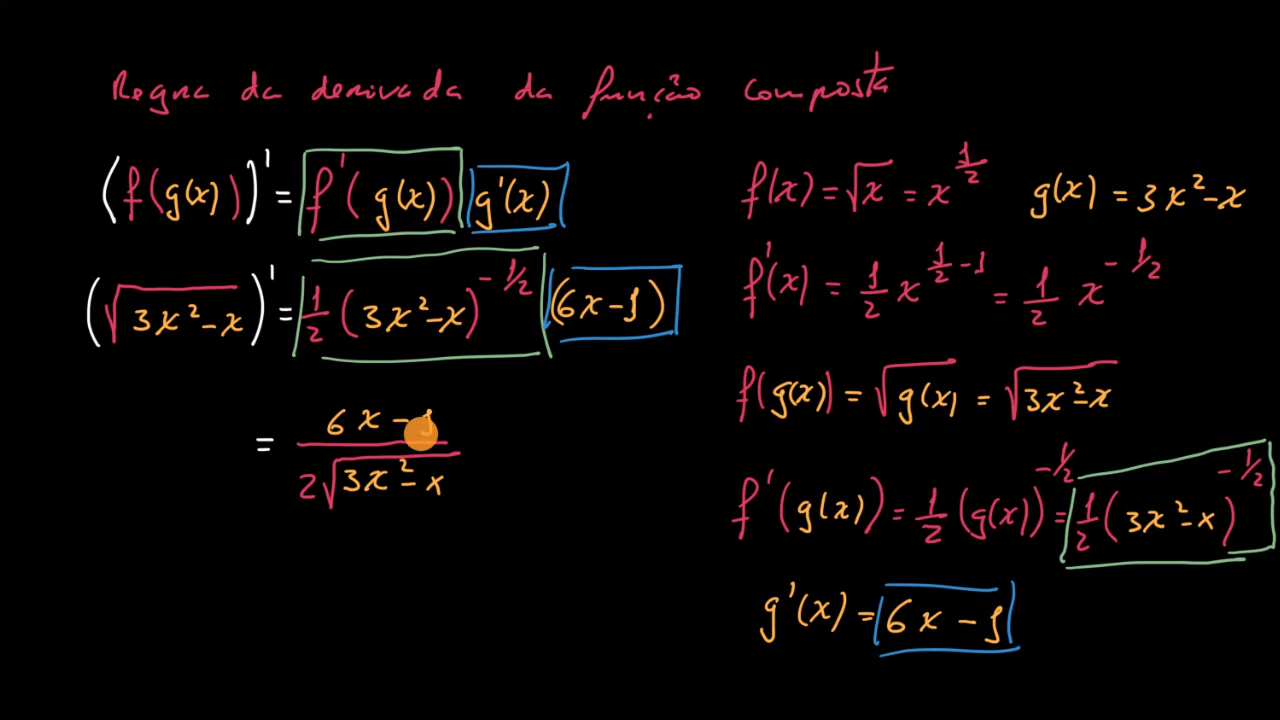 Regra da derivada da função composta
(f(g(x)))' = f'(g(x)) g'(x)
(√(3x²-x))' = 1/2 (3x²-x)^(-1/2) (6x-1)
= (6x-1)/(2√(3x²-x))
f(x) = √x = x^(1/2)   g(x) = 3x²-x
f'(x) = 1/2 x^(1/2 -1) = 1/2 x^(-1/2)
f(g(x)) = √g(x) = √(3x²-x)
f'(g(x)) = 1/2 (g(x))^(-1/2) = 1/2 (3x²-x)^(-1/2)
g'(x) = 6x-1